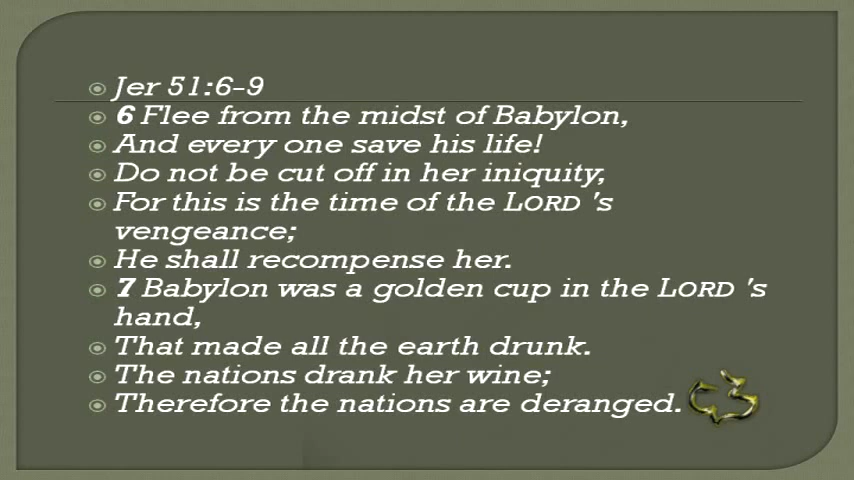 Jer 51:6-9
6 Flee from the midst of Babylon,
And every one save his life!
Do not be cut off in her iniquity,
For this is the time of the LORD 's
vengeance;
He shall recompense her.
7 Babylon was a golden cup in the LORD 's
hand,
That made all the earth drunk.
The nations drank her wine;
Therefore the nations are deranged.